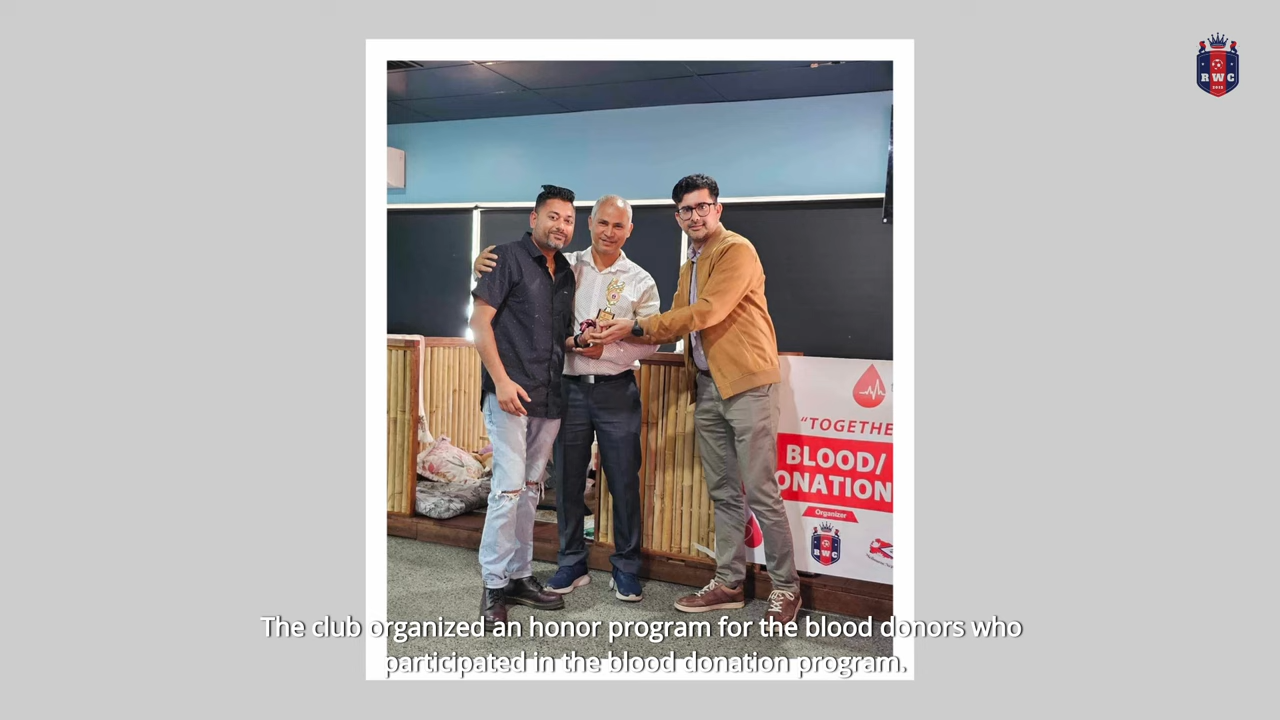 RWC
2018
"TOGETHE
BLOOD/
ONATION
Organizer
RWC
The club organized an honor program for the blood donors who
participated in the blood donation program.